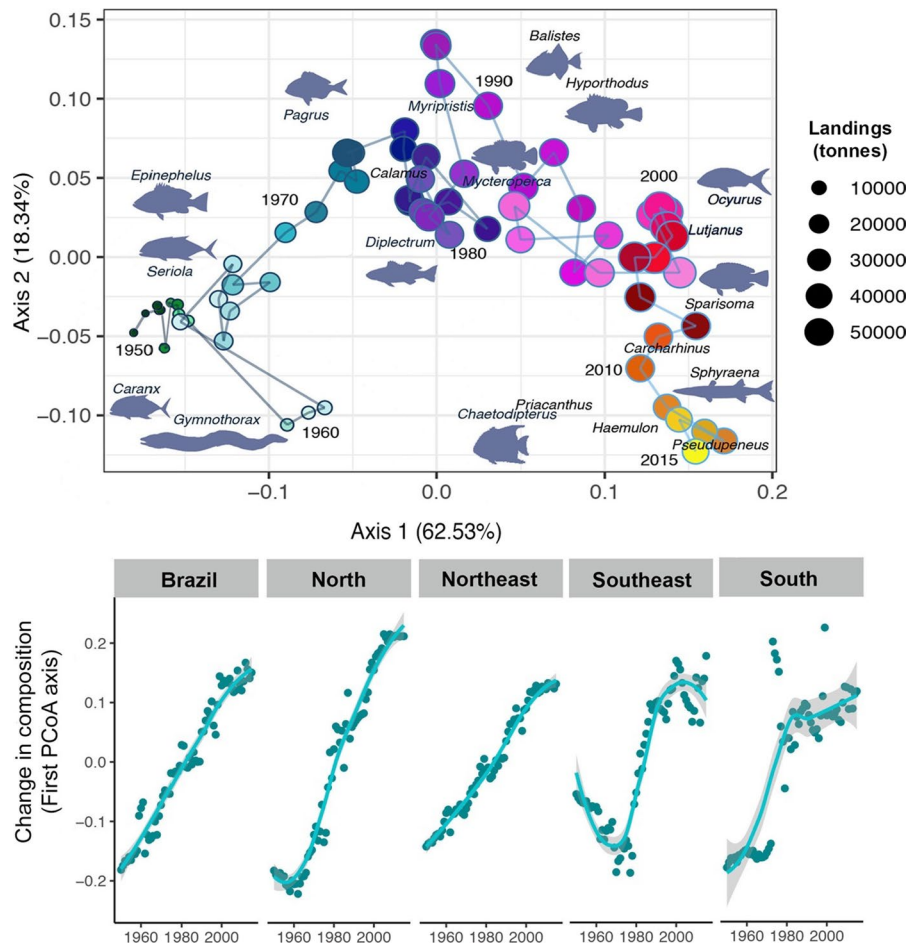 0.15
0.10
0.05
0.00
−0.05
−0.10
Axis 2 (18.34%)
Balistes
1990
Hyporthodus
Pagrus
Myripristis
Epinephelus
1970
Calamus
Mycteroperca
2000
Ocyurus
Lutjanus
Seriola
Diplectrum
1980
1950
Sparisoma
Carcharhinus
2010
Sphyraena
Caranx
Gymnothorax
1960
Chaetodipterus
Priacanthus
Haemulon
Pseudupeneus
2015
−0.1
0.0
0.1
0.2
Axis 1 (62.53%)
Landings
(tonnes)
10000
20000
30000
40000
50000
Brazil
North
Northeast
Southeast
South
Change in composition
(First PCoA axis)
0.2
0.1
0.0
−0.1
−0.2
1960 1980 2000
1960 1980 2000
1960 1980 2000
1960 1980 2000
1960 1980 2000